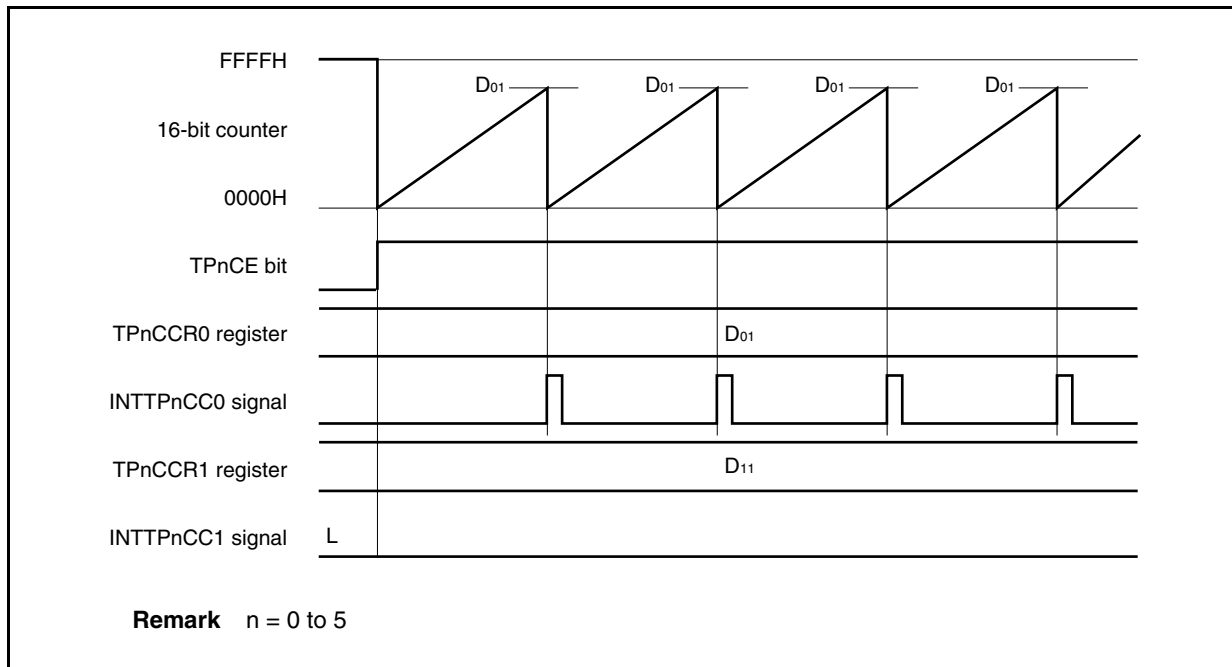 FFFFH
D01 D01 D01 D01
16-bit counter
0000H
TPnCE bit
TPnCCR0 register D01
INTTPnCC0 signal
TPnCCR1 register D11
INTTPnCC1 signal L
Remark n = 0 to 5